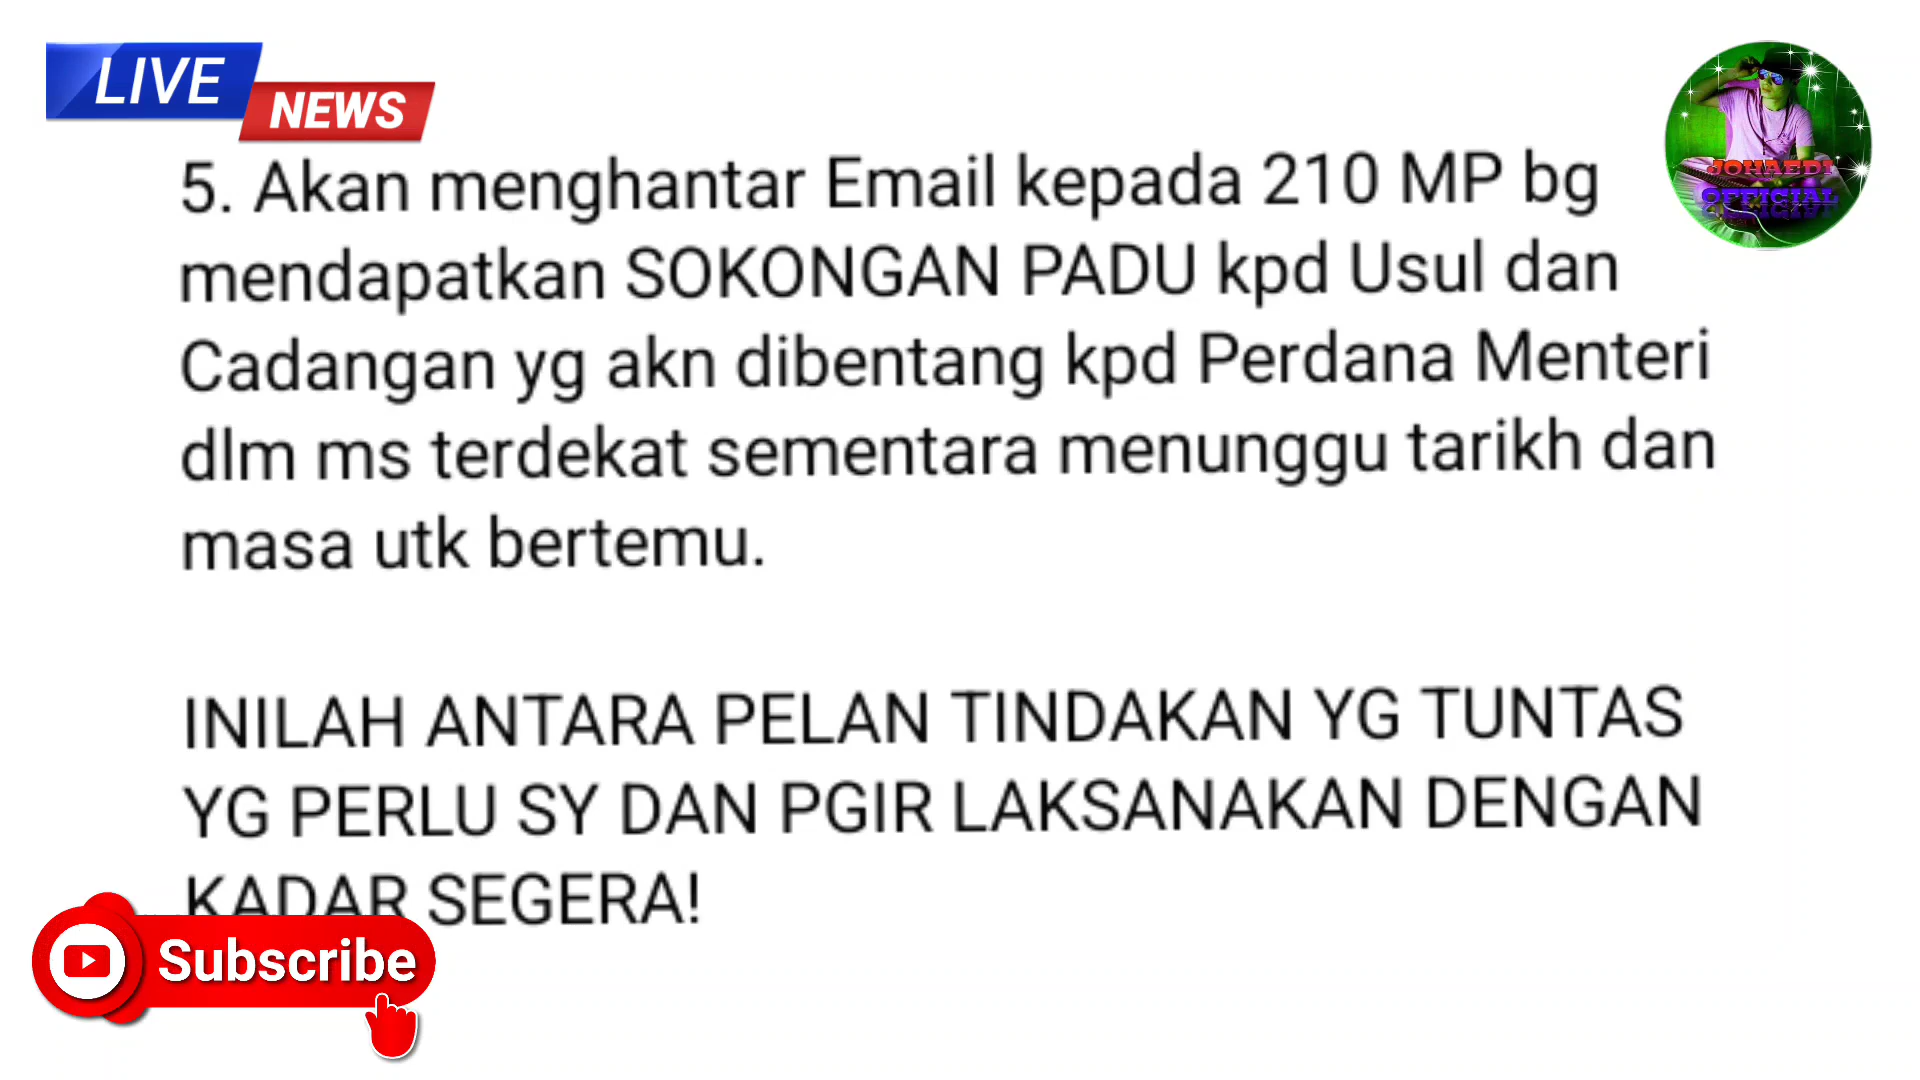 LIVE
NEWS
JOHAEDI
OFFICIAL
5. Akan menghantar Email kepada 210 MP bg
mendapatkan SOKONGAN PADU kpd Usul dan
Cadangan yg akn dibentang kpd Perdana Menteri
dlm ms terdekat sementara menunggu tarikh dan
masa utk bertemu.
INILAH ANTARA PELAN TINDAKAN YG TUNTAS
YG PERLU SY DAN PGIR LAKSANAKAN DENGAN
KADAR SEGERA!
Subscribe